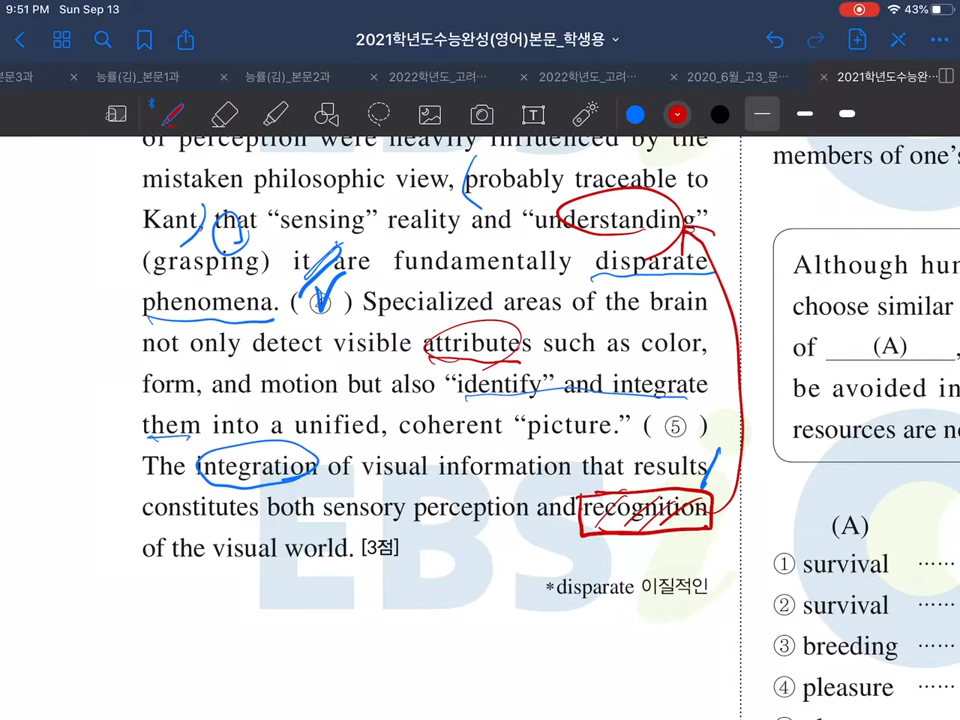 9:51 PM Sun Sep 13
43%
2021학년도수능완성(영어)본문_학생용
본문3과
능률(김)_본문1과
능률(김)_본문2과
2022학년도_고려…
2022학년도_고려…
2020_6월_고3_문…
2021학년도수능완…
of perception were heavily influenced by the
mistaken philosophic view, probably traceable to
Kant, that “sensing” reality and “understanding”
(grasping) it are fundamentally disparate
phenomena. ( ④ ) Specialized areas of the brain
not only detect visible attributes such as color,
form, and motion but also “identify” and integrate
them into a unified, coherent “picture.” ( ⑤ )
The integration of visual information that results
constitutes both sensory perception and recognition
of the visual world. [3점]
*disparate 이질적인
members of one’s
Although hum
choose similar
of (A) ,
be avoided in
resources are no
(A)
① survival ……
② survival ……
③ breeding ……
④ pleasure ……
EBSi